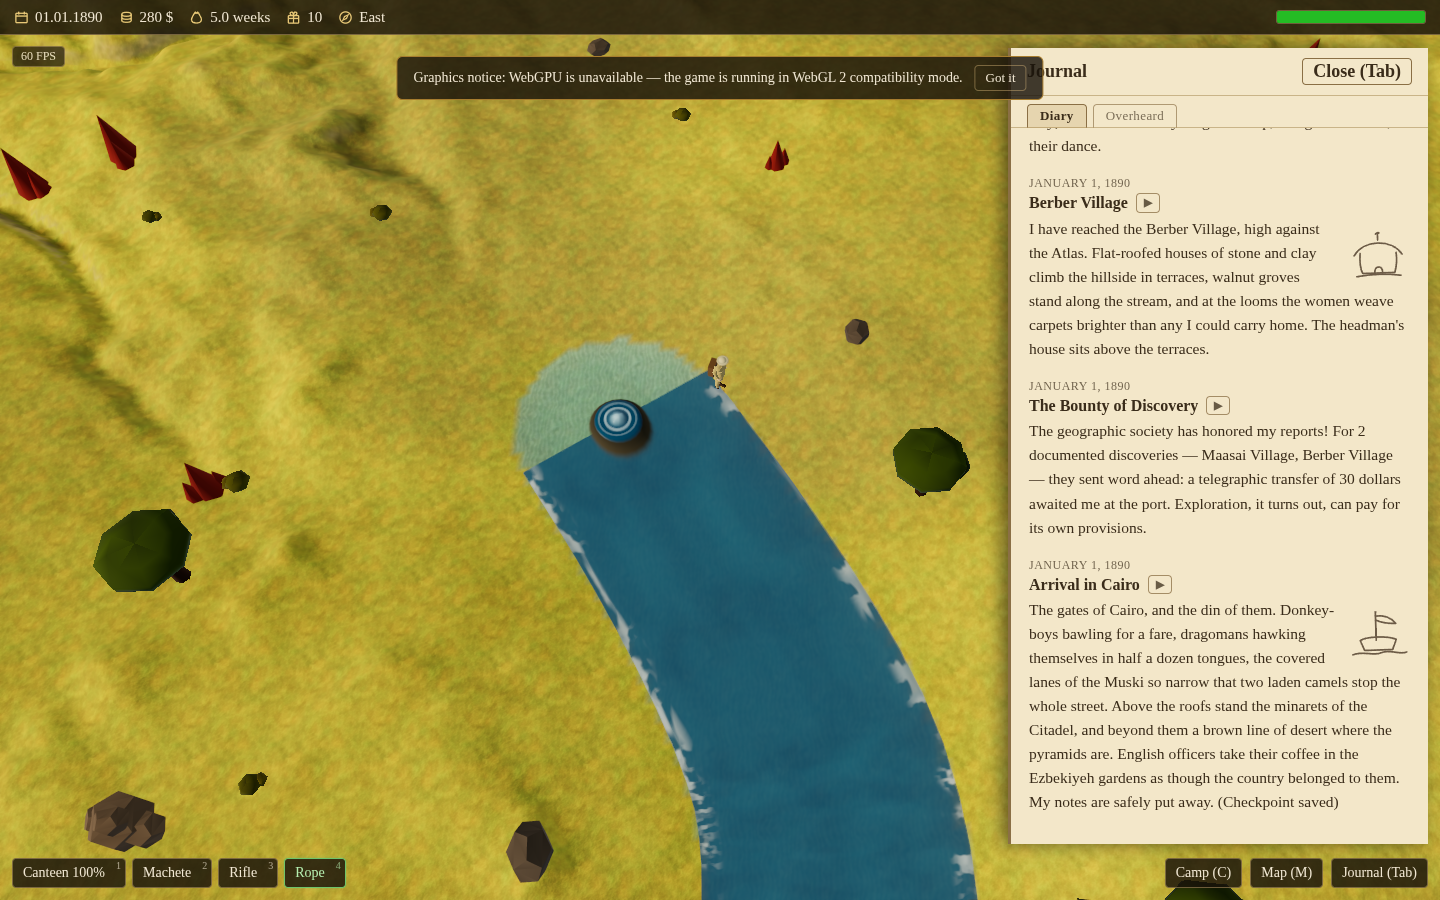 01.01.1890 280 $ 5.0 weeks 10 East
60 FPS
Graphics notice: WebGPU is unavailable — the game is running in WebGL 2 compatibility mode. Got it
Journal
Close (Tab)
Diary Overheard
their dance.
JANUARY 1, 1890
Berber Village
I have reached the Berber Village, high against
the Atlas. Flat-roofed houses of stone and clay
climb the hillside in terraces, walnut groves
stand along the stream, and at the looms the women weave
carpets brighter than any I could carry home. The headman's
house sits above the terraces.
JANUARY 1, 1890
The Bounty of Discovery
The geographic society has honored my reports! For 2
documented discoveries — Maasai Village, Berber Village
— they sent word ahead: a telegraphic transfer of 30 dollars
awaited me at the port. Exploration, it turns out, can pay for
its own provisions.
JANUARY 1, 1890
Arrival in Cairo
The gates of Cairo, and the din of them. Donkey-
boys bawling for a fare, dragomans hawking
themselves in half a dozen tongues, the covered
lanes of the Muski so narrow that two laden camels stop the
whole street. Above the roofs stand the minarets of the
Citadel, and beyond them a brown line of desert where the
pyramids are. English officers take their coffee in the
Ezbekiyeh gardens as though the country belonged to them.
My notes are safely put away. (Checkpoint saved)
Canteen 100% 1 Machete 2 Rifle 3 Rope 4
Camp (C) Map (M) Journal (Tab)